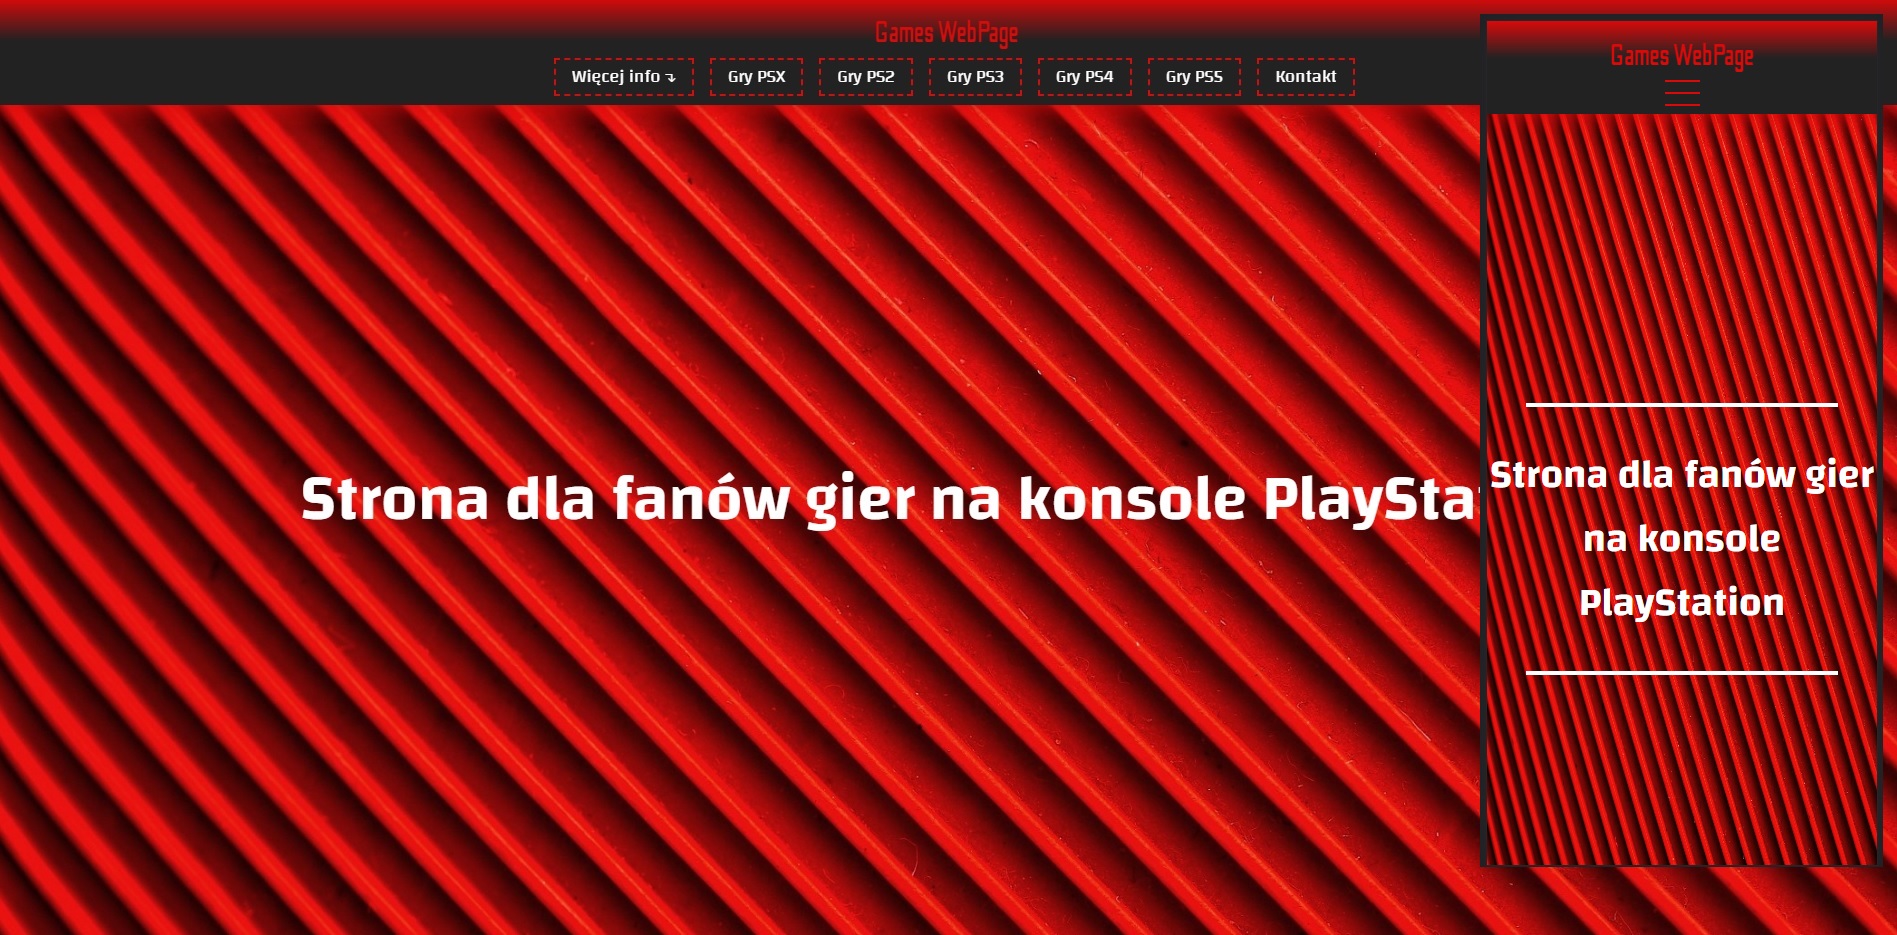 Games WebPage
Więcej info ⤵ Gry PSX Gry PS2 Gry PS3 Gry PS4 Gry PS5 Kontakt
Strona dla fanów gier na konsole PlaySta
Games WebPage
Strona dla fanów gier
na konsole
PlayStation